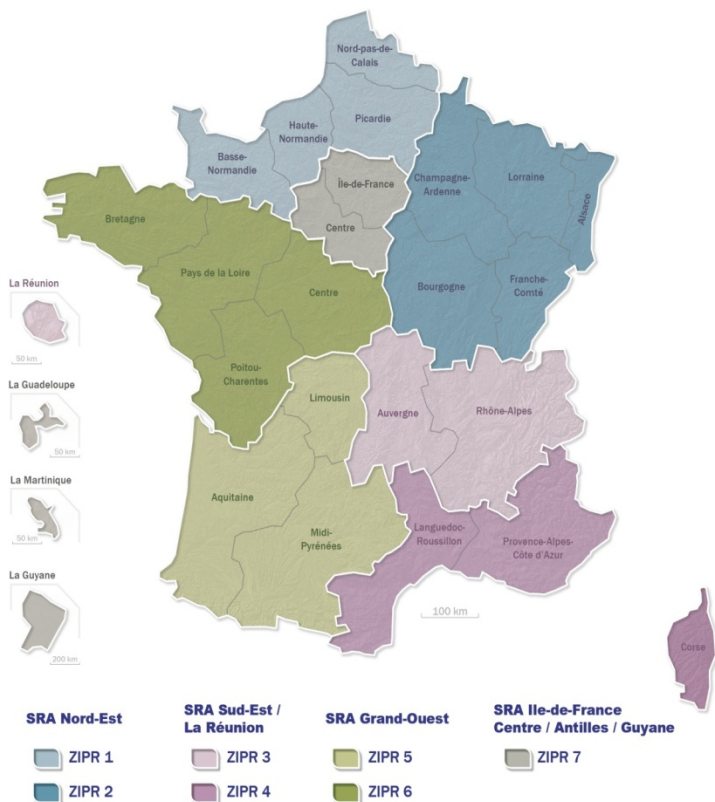 Nord-pas-de-
Calais
Picardie
Haute-
Normandie
Basse-
Normandie
Île-de-France
Centre
Champagne-
Ardenne
Lorraine
Alsace
Bretagne
Pays de la Loire
Centre
Bourgogne
Franche-
Comté
Poitou-
Charentes
Limousin
Auvergne
Rhône-Alpes
Aquitaine
Midi-
Pyrénées
Languedoc-
Roussillon
Provence-Alpes-
Côte d'Azur
100 km
Corse
La Réunion
50 km
La Guadeloupe
50 km
La Martinique
50 km
La Guyane
200 km
SRA Nord-Est
ZIPR 1
ZIPR 2
SRA Sud-Est /
La Réunion
ZIPR 3
ZIPR 4
SRA Grand-Ouest
ZIPR 5
ZIPR 6
SRA Ile-de-France
Centre / Antilles / Guyane
ZIPR 7